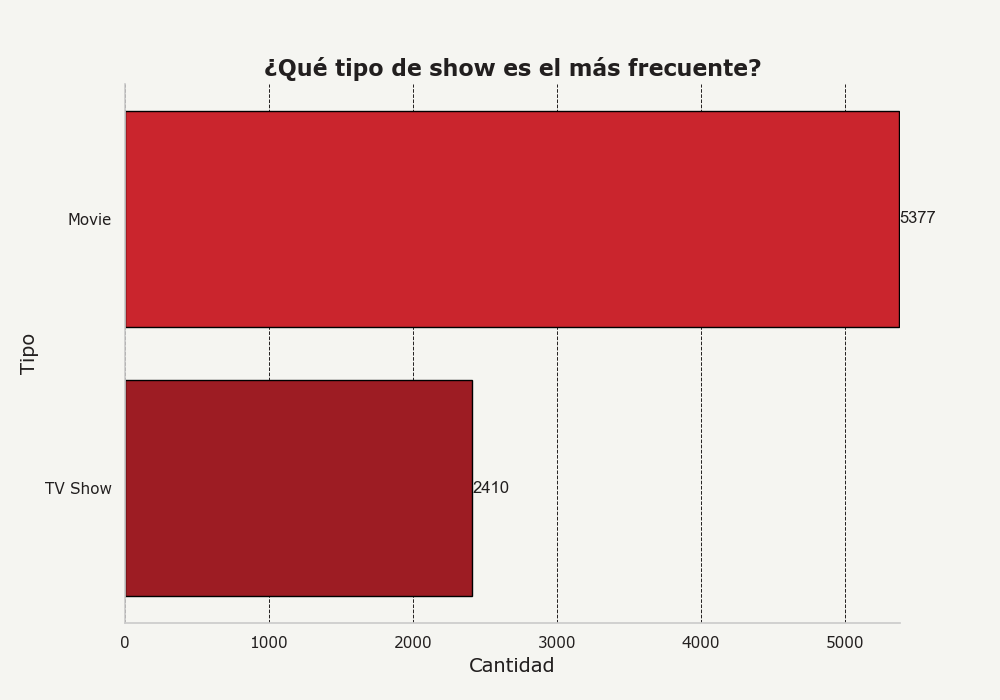 ¿Qué tipo de show es el más frecuente?
Movie
5377
Tipo
TV Show
2410
0 1000 2000 3000 4000 5000
Cantidad